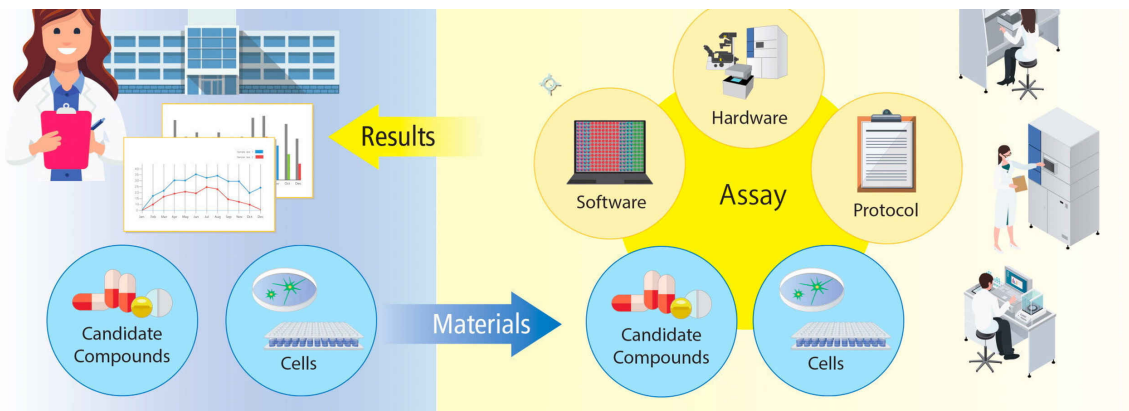 Results
Hardware
Software
Assay
Protocol
Candidate
Compounds
Cells
Materials
Candidate
Compounds
Cells